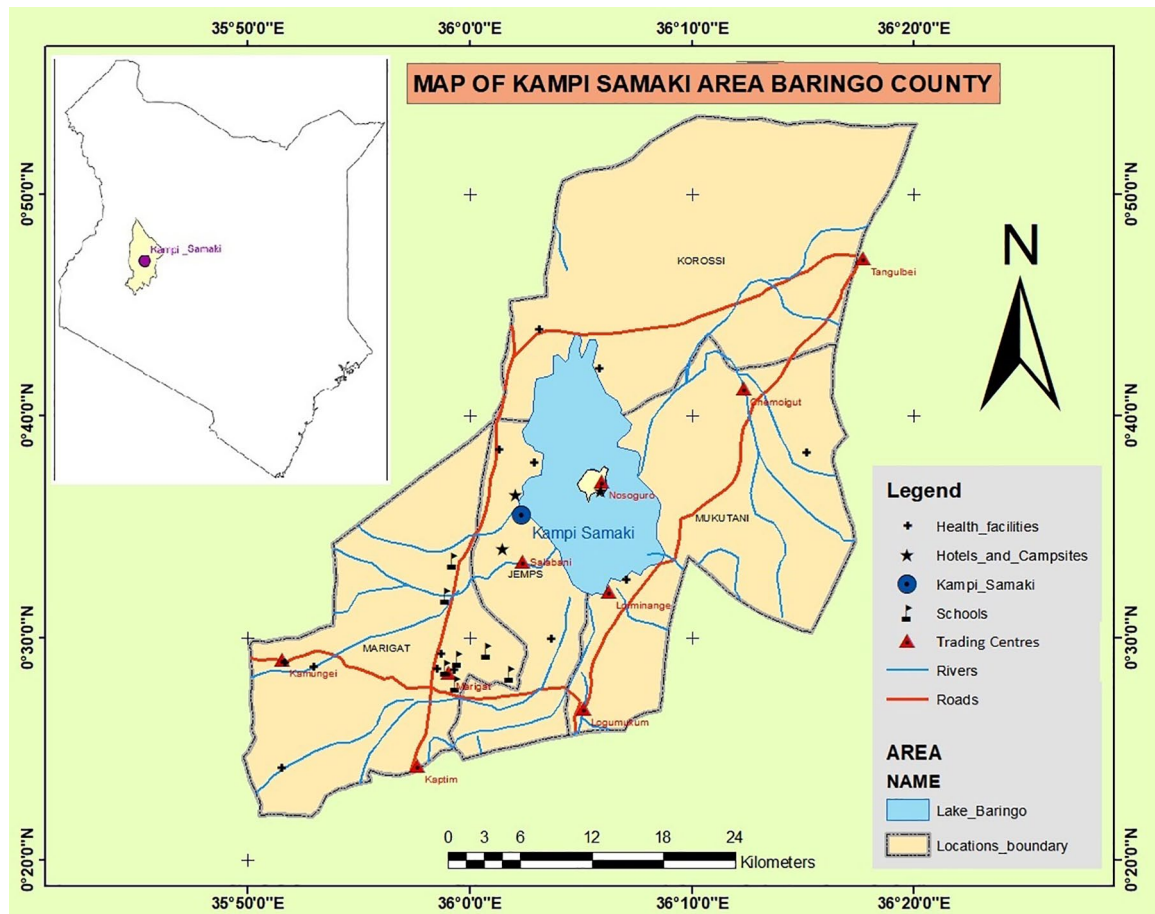 35°50'0"E 36°0'0"E 36°10'0"E 36°20'0"E
MAP OF KAMPI SAMAKI AREA BARINGO COUNTY
0°50'0"N
0°50'0"N
Kampi _Samaki
KOROSSI
Tangulbei
N
0°40'0"N
0°40'0"N
Chemoigut
Nosoguro
MUKUTANI
Kampi Samaki
Salabani
JEMPS
Lorminange
0°30'0"N
0°30'0"N
MARIGAT
Kamungei
Marigat
Logumukum
Kaptim
Legend
Health_facilities
Hotels_and_Campsites
Kampi_Samaki
Schools
Trading Centres
Rivers
Roads
AREA
NAME
Lake_Baringo
Locations_boundary
0 3 6 12 18 24
Kilometers
0°20'0"N
0°20'0"N
35°50'0"E 36°0'0"E 36°10'0"E 36°20'0"E